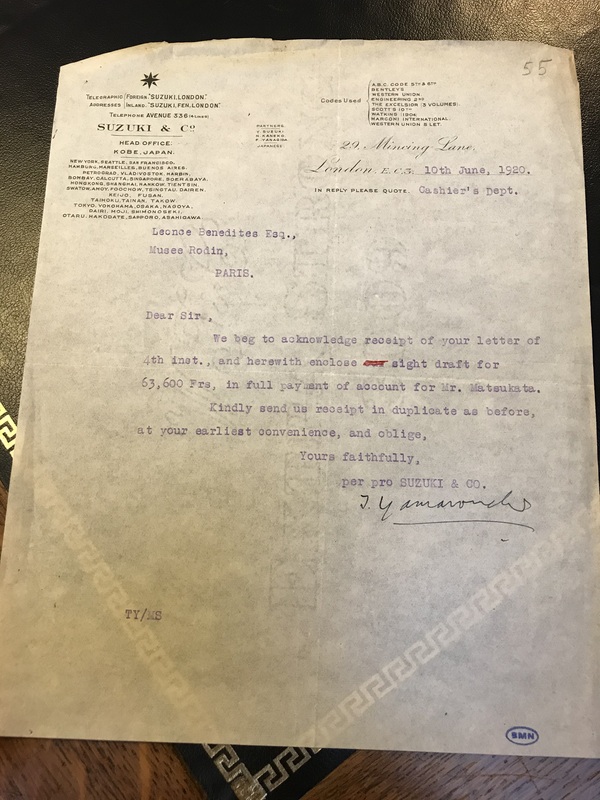 55
TELEGRAPHIC ADDRESSES FOREIGN "SUZUKI, LONDON"
INLAND "SUZUKI, FEN, LONDON"
TELEPHONE AVENUE 336
SUZUKI & Co
HEAD OFFICE.
KOBE, JAPAN.
NEW YORK, SEATTLE, SAN FRANCISCO,
HAMBURG, MARSEILLES, BUENOS AIRES,
PETROGRAD, VLADIVOSTOK, HARBIN,
BOMBAY, CALCUTTA, SINGAPORE, SOERABAYA,
HONGKONG, SHANGHAI, HANKOW, TIENTSIN,
SWATOW, AMOY, FOOCHOW, TSINGTAU, DAIREN,
REIJO, FUSAN,
TAIHOKU, TAINAN, TAKOW,
TOKYO, YOKOHAMA, OSAKA, NAGOYA,
DAIRI, MOJI, SHIMONOSEKI,
OTARU, HAKODATE, SAPPORO, ASAHIGAWA
PARTNERS
JAPANESE
Codes Used
A.B.C. CODE 5TH & 6TH
BENTLEY'S
WESTERN UNION
ENGINEERING 2ND
THE EXCELSIOR (3 VOLUMES)
SCOTT'S 10TH
WATKINS 1904
MARCONI INTERNATIONAL
WESTERN UNION 5 LET.
29, Mincing Lane,
London, E.C.3. 10th June, 1920.
IN REPLY PLEASE QUOTE. Cashier's Dept.
Leonce Benedites Esq.,
Musee Rodin,
PARIS.
Dear Sir,
We beg to acknowledge receipt of your letter of
4th inst., and herewith enclose our sight draft for
63,600 Frs, in full paymant of account for Mr. Matsukata.
Kindly send us receipt in duplicate as before,
at your earliest convenience, and oblige,
Yours faithfully,
per pro SUZUKI & CO.
TY/MS
SMN